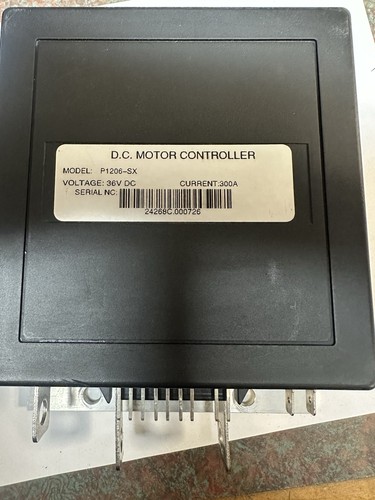 D.C. MOTOR CONTROLLER
MODEL: P1206-SX
VOLTAGE: 36V DC CURRENT:300A
SERIAL NO:
24268C.000726